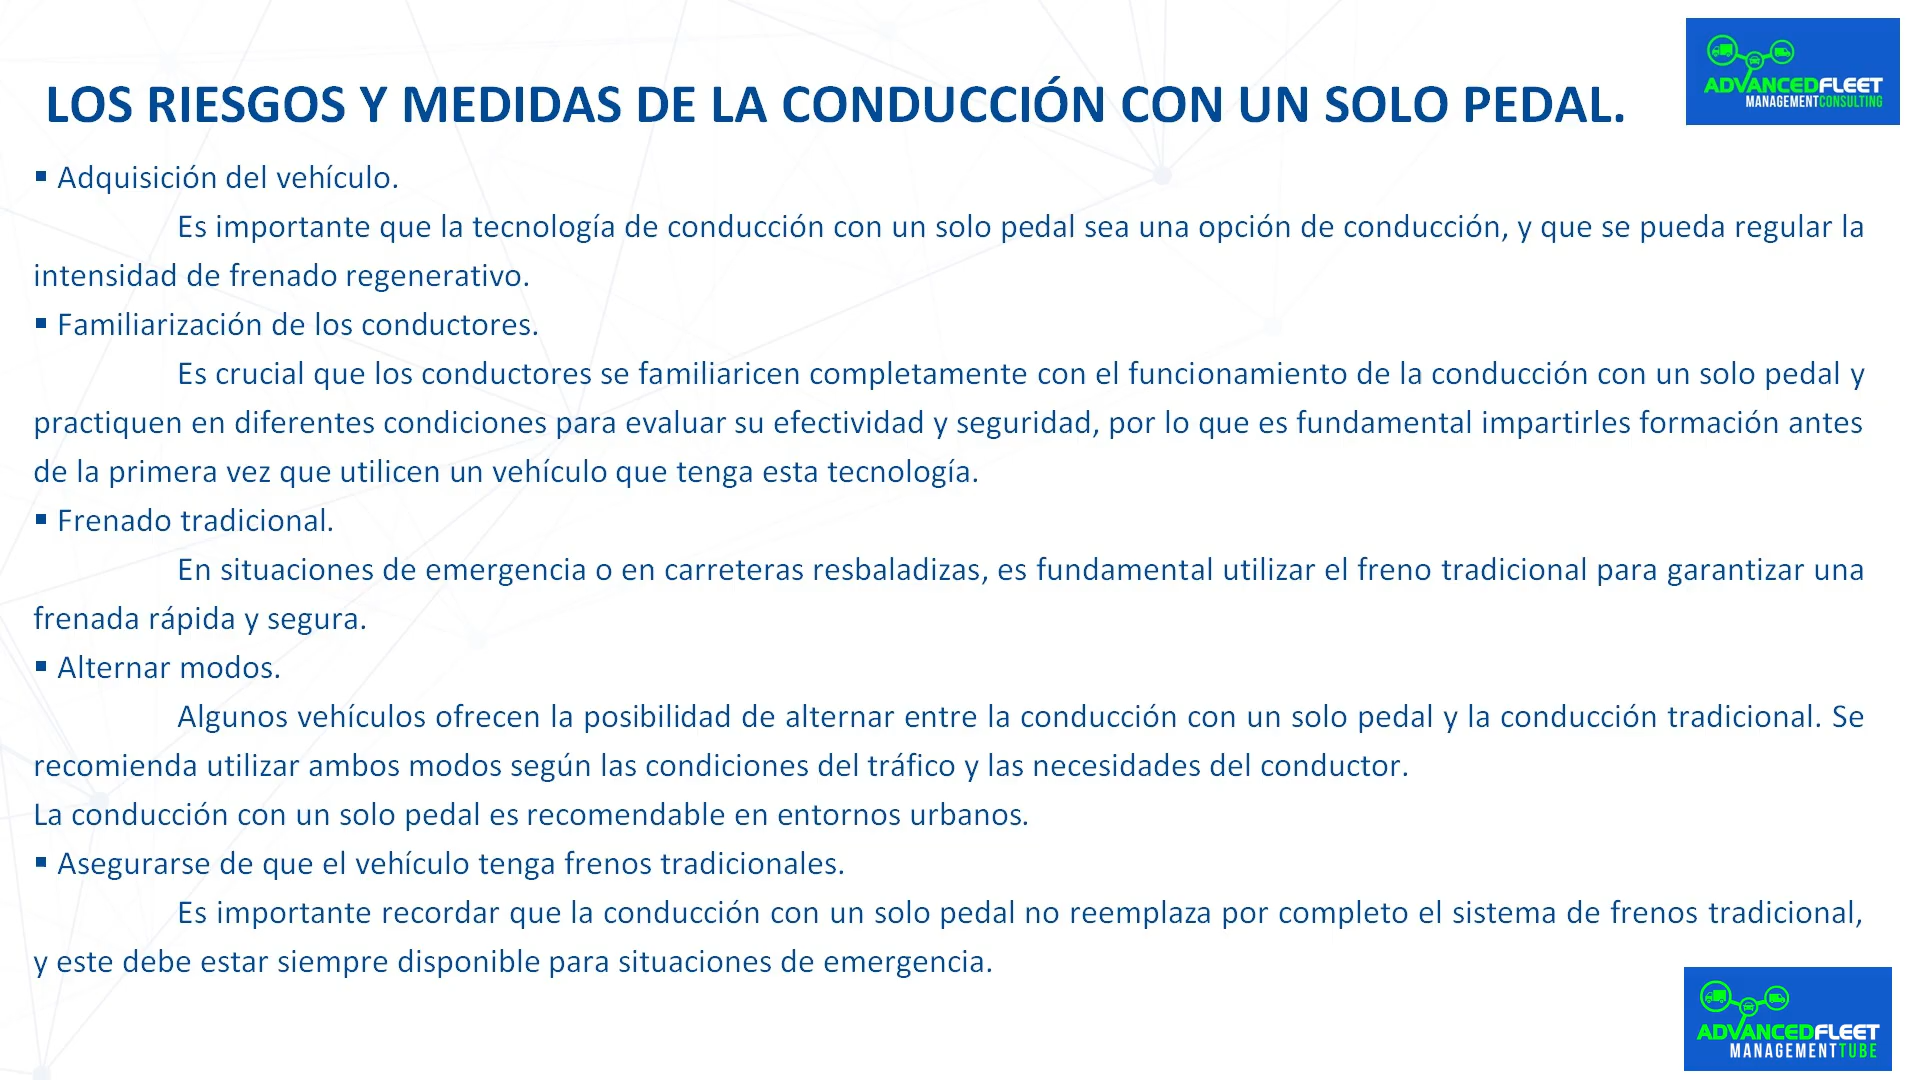 LOS RIESGOS Y MEDIDAS DE LA CONDUCCIÓN CON UN SOLO PEDAL.
ADVANCEDFLEET
MANAGEMENTCONSULTING
▪ Adquisición del vehículo.
Es importante que la tecnología de conducción con un solo pedal sea una opción de conducción, y que se pueda regular la
intensidad de frenado regenerativo.
▪ Familiarización de los conductores.
Es crucial que los conductores se familiaricen completamente con el funcionamiento de la conducción con un solo pedal y
practiquen en diferentes condiciones para evaluar su efectividad y seguridad, por lo que es fundamental impartirles formación antes
de la primera vez que utilicen un vehículo que tenga esta tecnología.
▪ Frenado tradicional.
En situaciones de emergencia o en carreteras resbaladizas, es fundamental utilizar el freno tradicional para garantizar una
frenada rápida y segura.
▪ Alternar modos.
Algunos vehículos ofrecen la posibilidad de alternar entre la conducción con un solo pedal y la conducción tradicional. Se
recomienda utilizar ambos modos según las condiciones del tráfico y las necesidades del conductor.
La conducción con un solo pedal es recomendable en entornos urbanos.
▪ Asegurarse de que el vehículo tenga frenos tradicionales.
Es importante recordar que la conducción con un solo pedal no reemplaza por completo el sistema de frenos tradicional,
y este debe estar siempre disponible para situaciones de emergencia.
ADVANCEDFLEET
MANAGEMENTTUBE